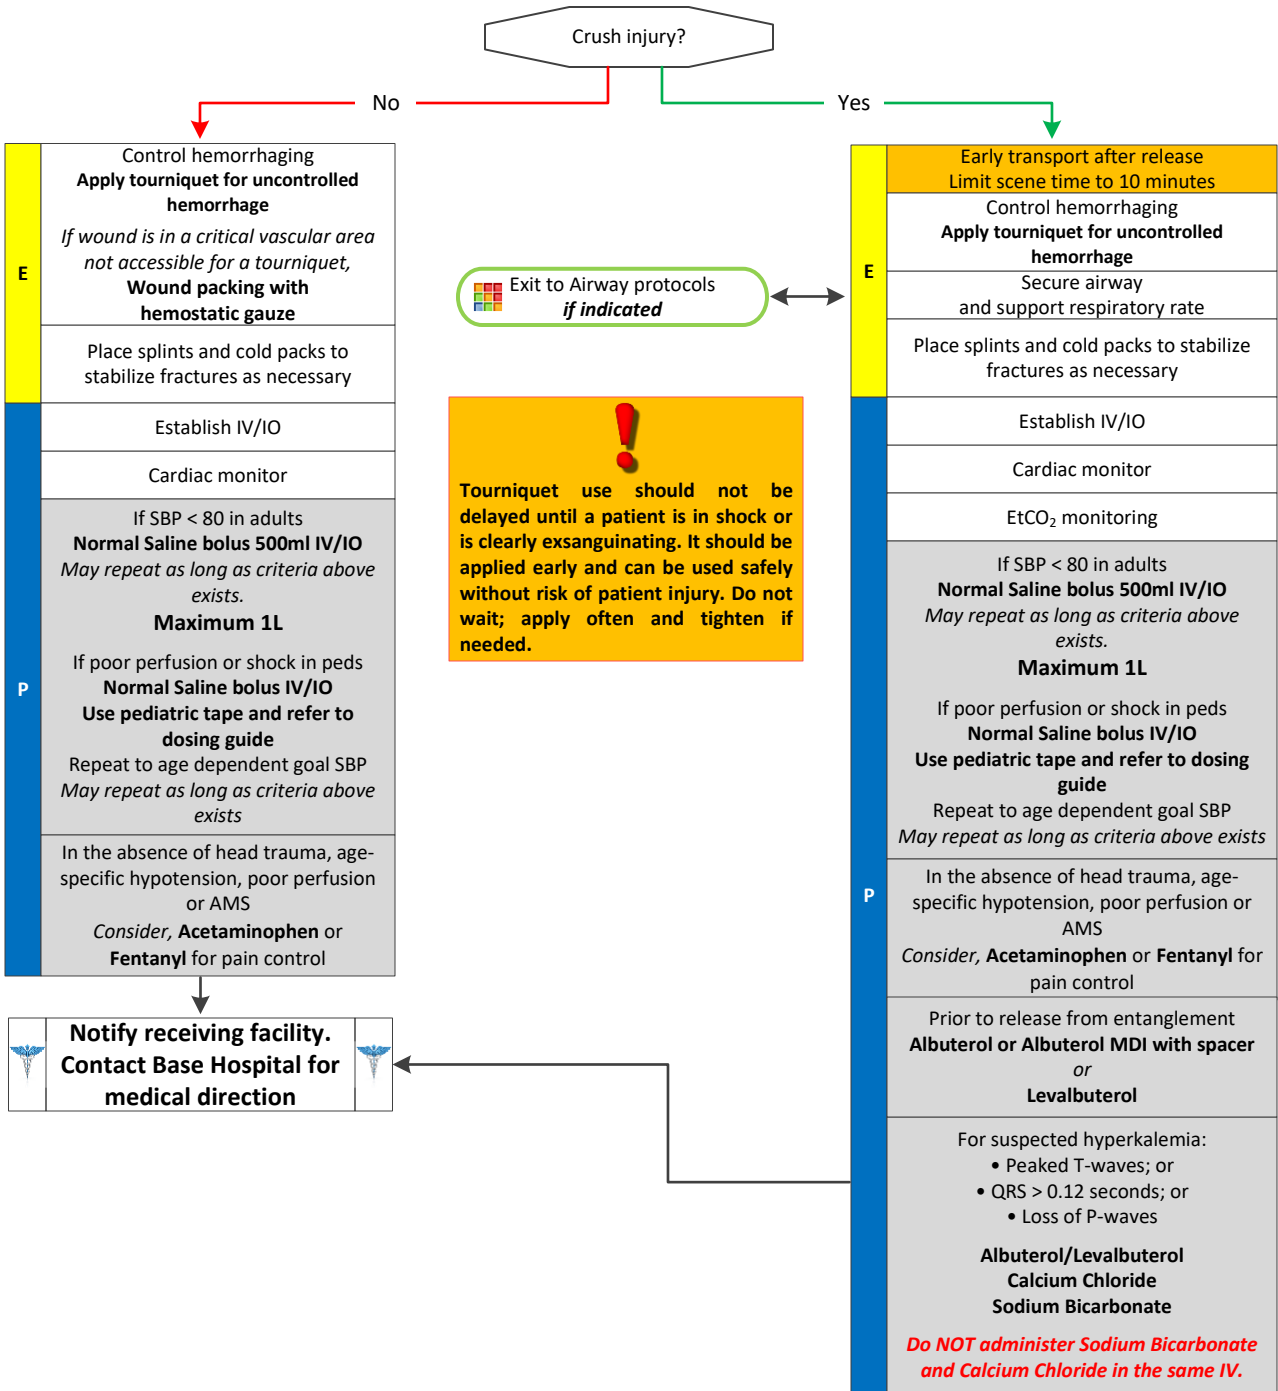 Crush injury?
No
Yes
E
Control hemorrhaging
Apply tourniquet for uncontrolled
hemorrhage
If wound is in a critical vascular area
not accessible for a tourniquet,
Wound packing with
hemostatic gauze
Place splints and cold packs to
stabilize fractures as necessary
P
Establish IV/IO
Cardiac monitor
If SBP < 80 in adults
Normal Saline bolus 500ml IV/IO
May repeat as long as criteria above
exists.
Maximum 1L
If poor perfusion or shock in peds
Normal Saline bolus IV/IO
Use pediatric tape and refer to
dosing guide
Repeat to age dependent goal SBP
May repeat as long as criteria above
exists
In the absence of head trauma, age-
specific hypotension, poor perfusion
or AMS
Consider, Acetaminophen or
Fentanyl for pain control
Notify receiving facility.
Contact Base Hospital for
medical direction
Exit to Airway protocols
if indicated
Tourniquet use should not be
delayed until a patient is in shock or
is clearly exsanguinating. It should be
applied early and can be used safely
without risk of patient injury. Do not
wait; apply often and tighten if
needed.
E
Early transport after release
Limit scene time to 10 minutes
Control hemorrhaging
Apply tourniquet for uncontrolled
hemorrhage
Secure airway
and support respiratory rate
Place splints and cold packs to stabilize
fractures as necessary
P
Establish IV/IO
Cardiac monitor
EtCO₂ monitoring
If SBP < 80 in adults
Normal Saline bolus 500ml IV/IO
May repeat as long as criteria above
exists.
Maximum 1L
If poor perfusion or shock in peds
Normal Saline bolus IV/IO
Use pediatric tape and refer to dosing
guide
Repeat to age dependent goal SBP
May repeat as long as criteria above exists
In the absence of head trauma, age-
specific hypotension, poor perfusion or
AMS
Consider, Acetaminophen or Fentanyl for
pain control
Prior to release from entanglement
Albuterol or Albuterol MDI with spacer
or
Levalbuterol
For suspected hyperkalemia:
• Peaked T-waves; or
• QRS > 0.12 seconds; or
• Loss of P-waves
Albuterol/Levalbuterol
Calcium Chloride
Sodium Bicarbonate
Do NOT administer Sodium Bicarbonate
and Calcium Chloride in the same IV.